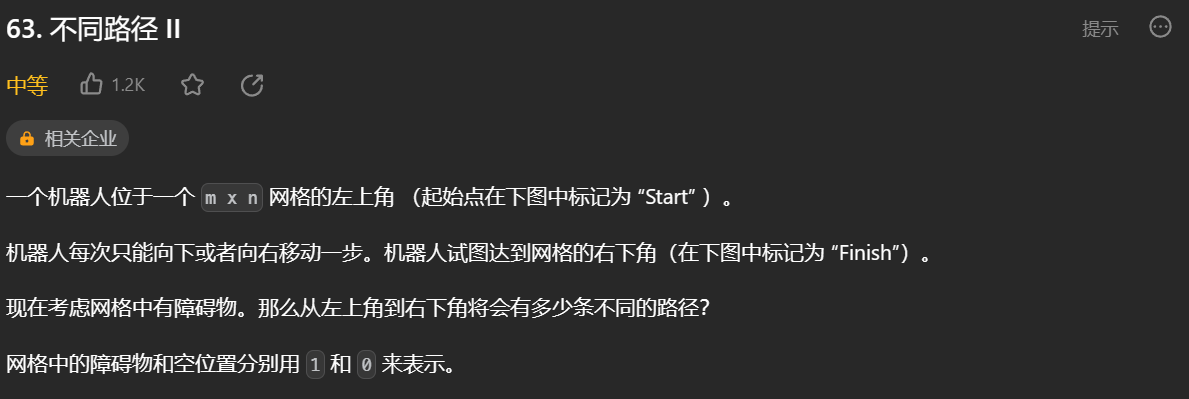 63. 不同路径 II
提示
中等
1.2K
相关企业
一个机器人位于一个 m x n 网格的左上角 （起始点在下图中标记为 “Start” ）。
机器人每次只能向下或者向右移动一步。机器人试图达到网格的右下角（在下图中标记为 “Finish”）。
现在考虑网格中有障碍物。那么从左上角到右下角将会有多少条不同的路径？
网格中的障碍物和空位置分别用 1 和 0 来表示。